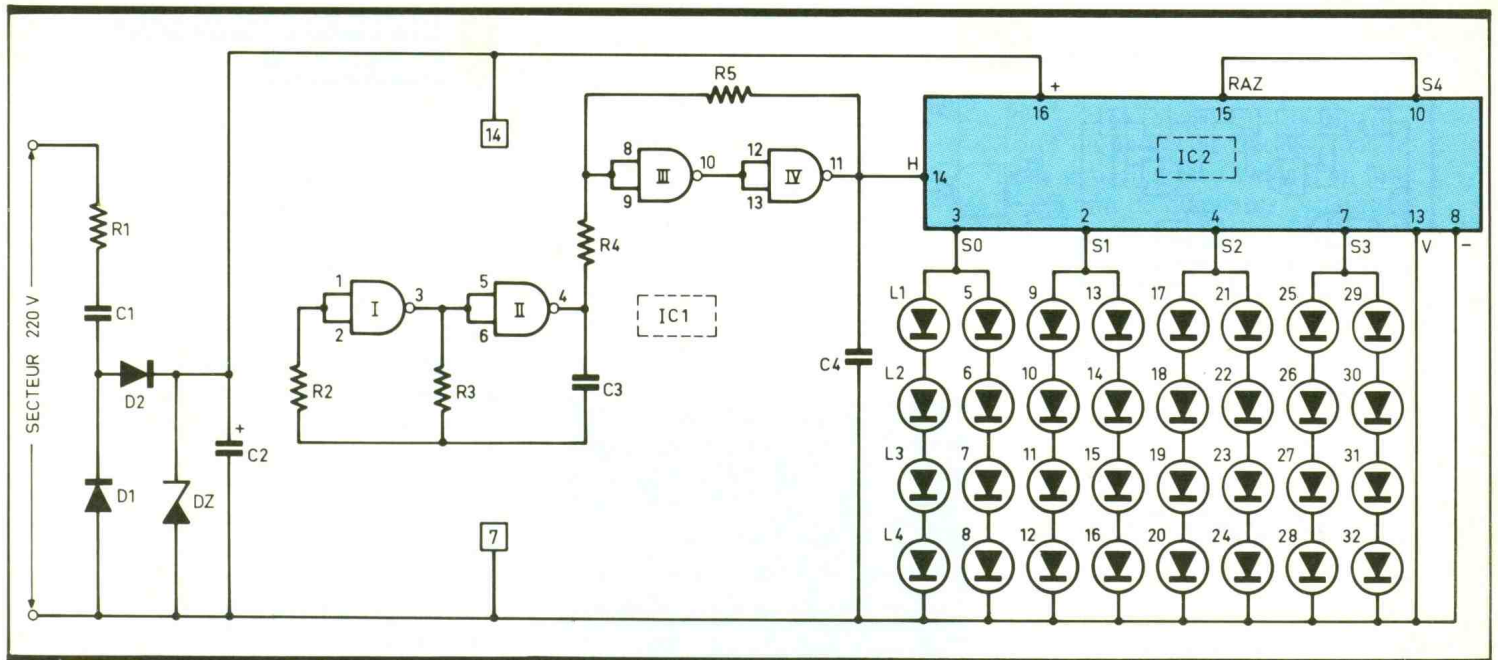 SECTEUR 220 V
R1
C1
D2
D1
DZ
+
C2
14
7
R2
1
2
I
3
R3
5
6
II
4
C3
R4
IC1
R5
8
9
III
10
12
13
IV
11
C4
H
14
+
16
RAZ
15
S4
10
IC2
3
2
4
7
13
8
S0
S1
S2
S3
V
–
L1
5
9
13
17
21
25
29
L2
6
10
14
18
22
26
30
L3
7
11
15
19
23
27
31
L4
8
12
16
20
24
28
32